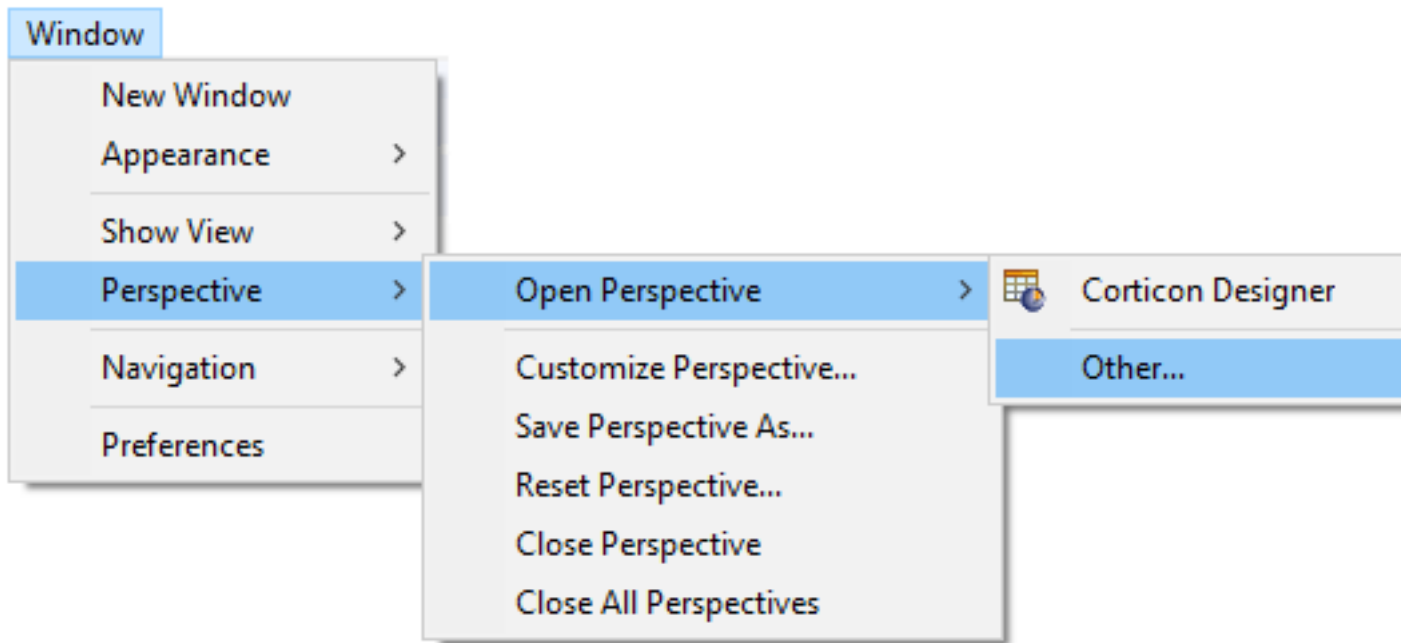 Window
New Window
Appearance
Show View
Perspective
Navigation
Preferences
Open Perspective
Customize Perspective...
Save Perspective As...
Reset Perspective...
Close Perspective
Close All Perspectives
Corticon Designer
Other...